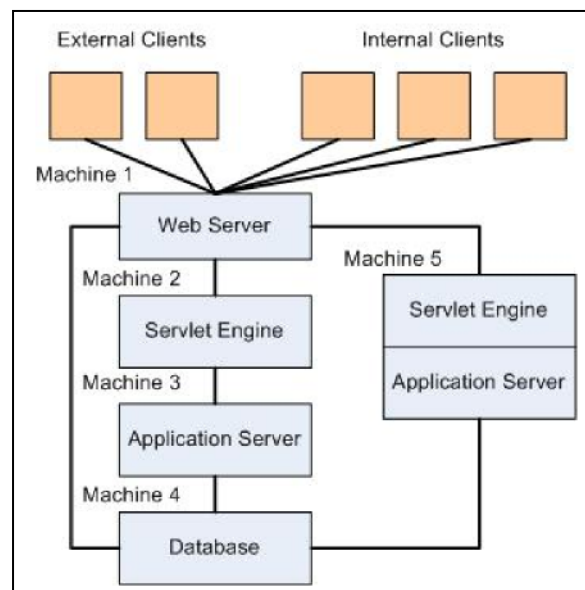 External Clients
Internal Clients
Machine 1
Web Server
Machine 5
Machine 2
Servlet Engine
Servlet Engine
Machine 3
Application Server
Application Server
Machine 4
Database